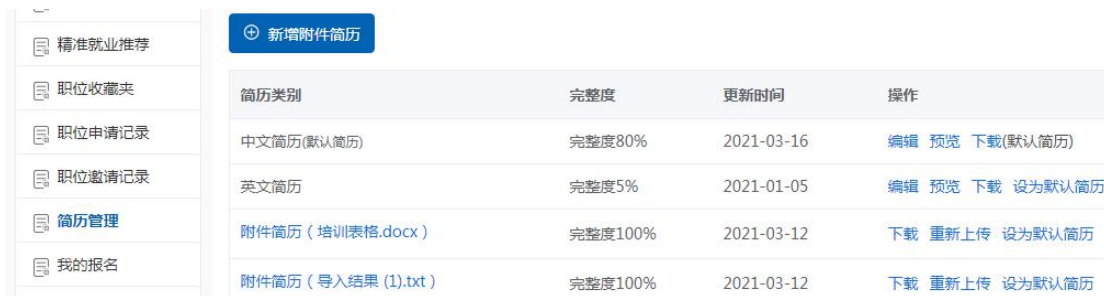 精准就业推荐
职位收藏夹
职位申请记录
职位邀请记录
简历管理
我的报名
新增附件简历
简历类别 完整度 更新时间 操作
中文简历(默认简历) 完整度80% 2021-03-16 编辑 预览 下载(默认简历)
英文简历 完整度5% 2021-01-05 编辑 预览 下载 设为默认简历
附件简历（培训表格.docx） 完整度100% 2021-03-12 下载 重新上传 设为默认简历
附件简历（导入结果 (1).txt） 完整度100% 2021-03-12 下载 重新上传 设为默认简历